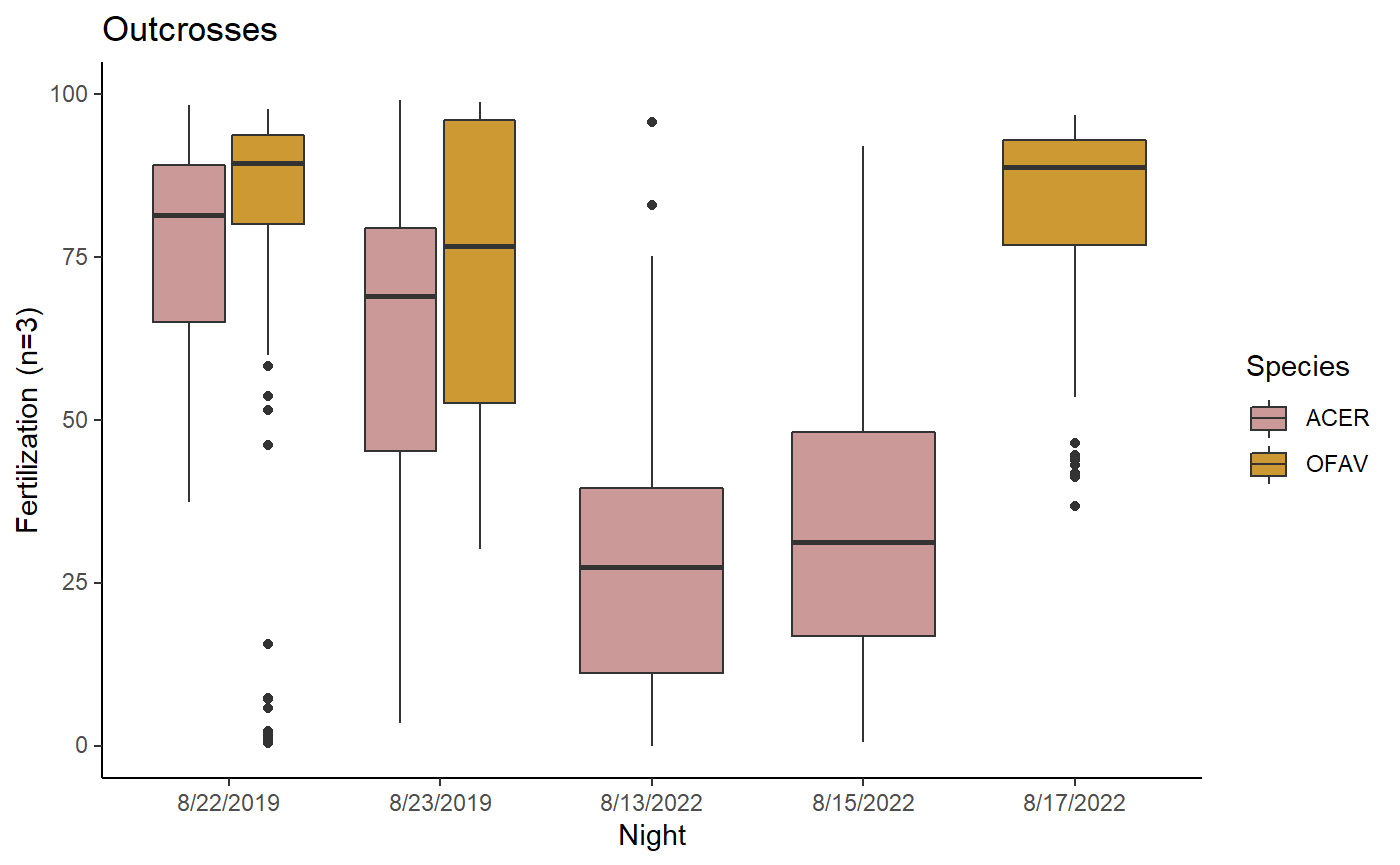 Outcrosses
100
75
50
25
0
Fertilization (n=3)
8/22/2019 8/23/2019 8/13/2022 8/15/2022 8/17/2022
Night
Species
ACER
OFAV